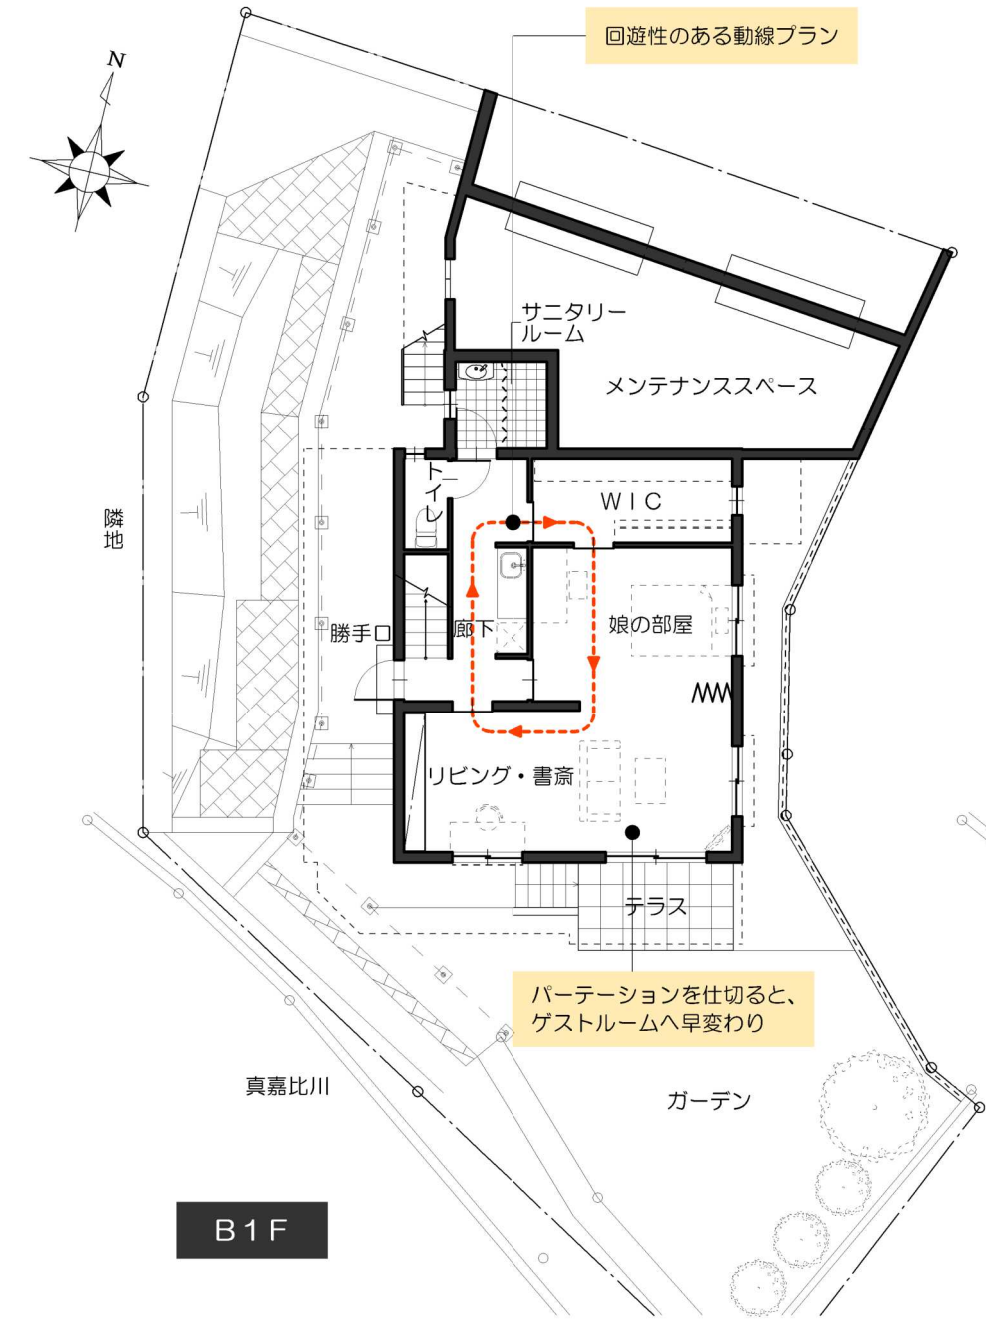 回遊性のある動線プラン
N
サニタリー
ルーム
メンテナンススペース
トイレ
WIC
隣地
勝手口
廊下
娘の部屋
リビング・書斎
テラス
パーテーションを仕切ると、
ゲストルームへ早変わり
真嘉比川
ガーデン
B1F